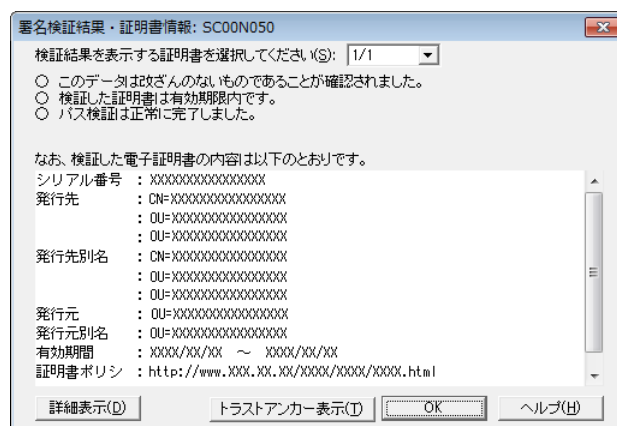 署名検証結果・証明書情報: SC00N050
検証結果を表示する証明書を選択してください(S): 1/1
○ このデータは改ざんのないものであることが確認されました。
○ 検証した証明書は有効期限内です。
○ パス検証は正常に完了しました。
なお、検証した電子証明書の内容は以下のとおりです。
シリアル番号 : XXXXXXXXXXXXXXXX
発行先 : CN=XXXXXXXXXXXXXXXX
: OU=XXXXXXXXXXXXXXXX
: OU=XXXXXXXXXXXXXXXX
発行先別名 : CN=XXXXXXXXXXXXXXXX
: OU=XXXXXXXXXXXXXXXX
: OU=XXXXXXXXXXXXXXXX
発行元 : OU=XXXXXXXXXXXXXXXX
発行元別名 : OU=XXXXXXXXXXXXXXXX
有効期間 : XXXX/XX/XX ～ XXXX/XX/XX
証明書ポリシ : http://www.XXX.XX.XX/XXXX/XXXX/XXXX.html
詳細表示(D) トラストアンカー表示(T) OK ヘルプ(H)